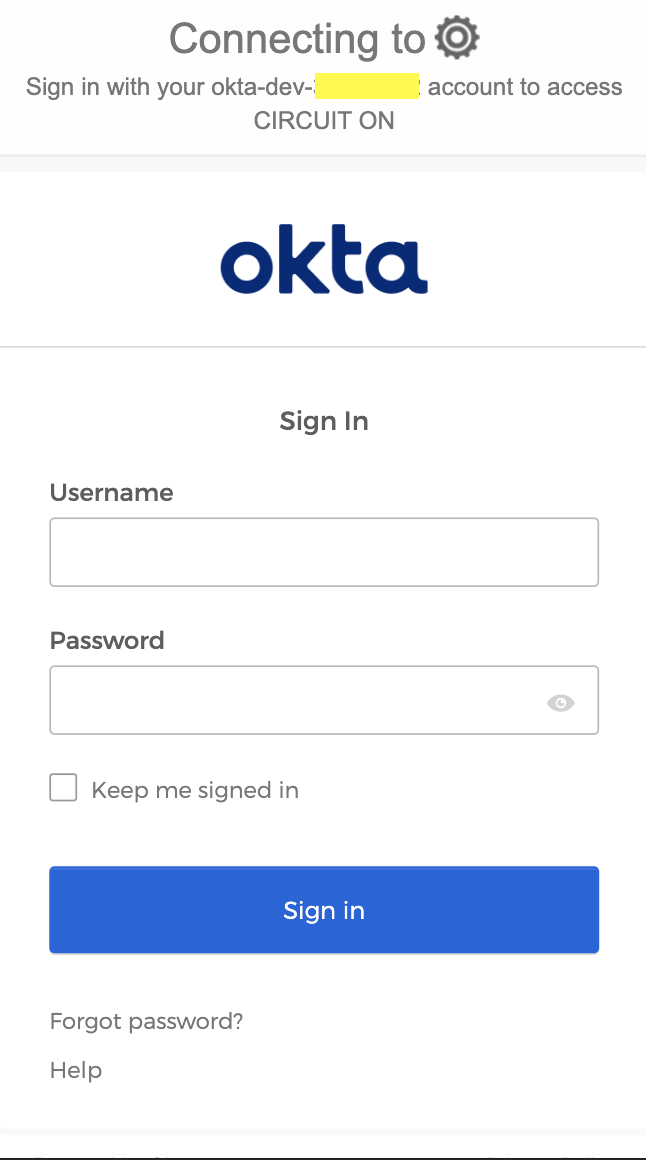 Connecting to
Sign in with your okta-dev- account to access
CIRCUIT ON
okta
Sign In
Username
Password
Keep me signed in
Sign in
Forgot password?
Help